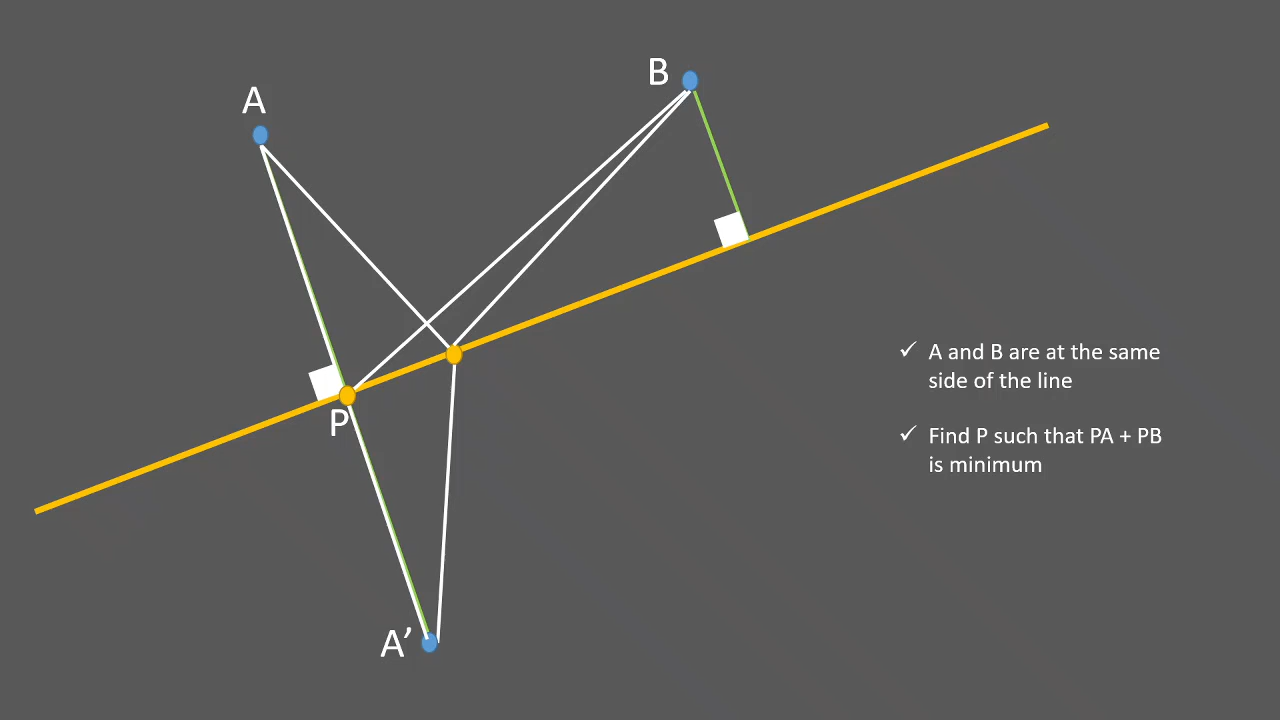 B
A
P
A’
✓ A and B are at the same
side of the line
✓ Find P such that PA + PB
is minimum